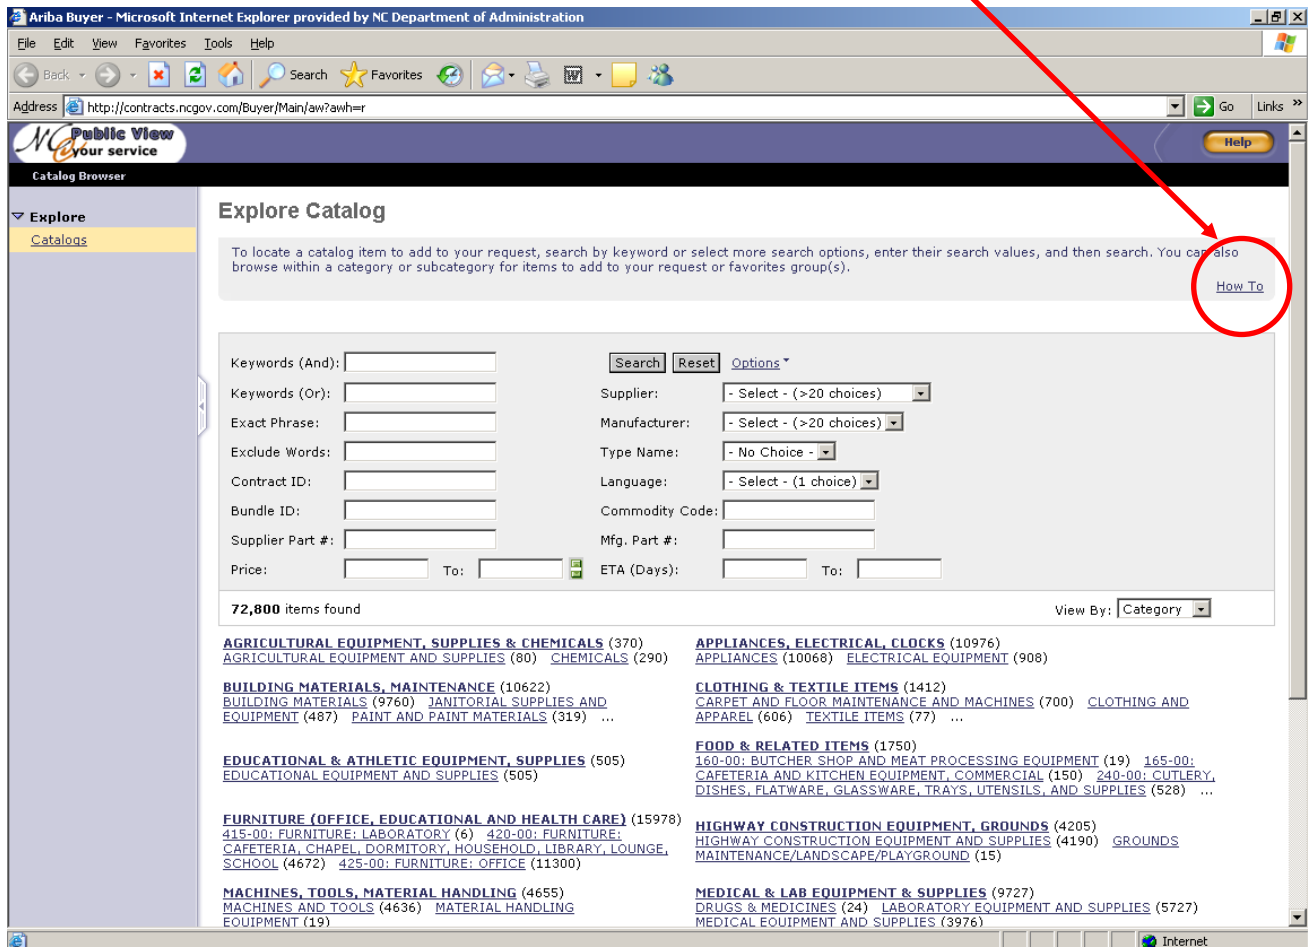 Ariba Buyer - Microsoft Internet Explorer provided by NC Department of Administration
File Edit View Favorites Tools Help
Back Search Favorites
Address http://contracts.ncgov.com/Buyer/Main/aw?awh=r Go Links »
NC Public View
@your service
Help
Catalog Browser
Explore
Catalogs
Explore Catalog
To locate a catalog item to add to your request, search by keyword or select more search options, enter their search values, and then search. You can also
browse within a category or subcategory for items to add to your request or favorites group(s).
How To
Keywords (And): Search Reset Options
Keywords (Or): Supplier: - Select - (>20 choices)
Exact Phrase: Manufacturer: - Select - (>20 choices)
Exclude Words: Type Name: - No Choice -
Contract ID: Language: - Select - (1 choice)
Bundle ID: Commodity Code:
Supplier Part #: Mfg. Part #:
Price: To: ETA (Days): To:
72,800 items found View By: Category
AGRICULTURAL EQUIPMENT, SUPPLIES & CHEMICALS (370)
AGRICULTURAL EQUIPMENT AND SUPPLIES (80) CHEMICALS (290)
APPLIANCES, ELECTRICAL, CLOCKS (10976)
APPLIANCES (10068) ELECTRICAL EQUIPMENT (908)
BUILDING MATERIALS, MAINTENANCE (10622)
BUILDING MATERIALS (9760) JANITORIAL SUPPLIES AND
EQUIPMENT (487) PAINT AND PAINT MATERIALS (319) ...
CLOTHING & TEXTILE ITEMS (1412)
CARPET AND FLOOR MAINTENANCE AND MACHINES (700) CLOTHING AND
APPAREL (606) TEXTILE ITEMS (77) ...
EDUCATIONAL & ATHLETIC EQUIPMENT, SUPPLIES (505)
EDUCATIONAL EQUIPMENT AND SUPPLIES (505)
FOOD & RELATED ITEMS (1750)
160-00: BUTCHER SHOP AND MEAT PROCESSING EQUIPMENT (19) 165-00:
CAFETERIA AND KITCHEN EQUIPMENT, COMMERCIAL (150) 240-00: CUTLERY,
DISHES, FLATWARE, GLASSWARE, TRAYS, UTENSILS, AND SUPPLIES (528) ...
FURNITURE (OFFICE, EDUCATIONAL AND HEALTH CARE) (15978)
415-00: FURNITURE: LABORATORY (6) 420-00: FURNITURE:
CAFETERIA, CHAPEL, DORMITORY, HOUSEHOLD, LIBRARY, LOUNGE,
SCHOOL (4672) 425-00: FURNITURE: OFFICE (11300)
HIGHWAY CONSTRUCTION EQUIPMENT, GROUNDS (4205)
HIGHWAY CONSTRUCTION EQUIPMENT AND SUPPLIES (4190) GROUNDS
MAINTENANCE/LANDSCAPE/PLAYGROUND (15)
MACHINES, TOOLS, MATERIAL HANDLING (4655)
MACHINES AND TOOLS (4636) MATERIAL HANDLING
EQUIPMENT (19)
MEDICAL & LAB EQUIPMENT & SUPPLIES (9727)
DRUGS & MEDICINES (24) LABORATORY EQUIPMENT AND SUPPLIES (5727)
MEDICAL EQUIPMENT AND SUPPLIES (3976)
Internet